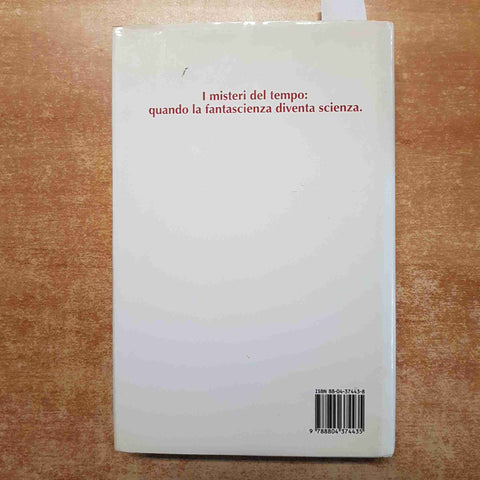 I misteri del tempo:
quando la fantascienza diventa scienza.
ISBN 88-04-37443-8
9 788804 374435